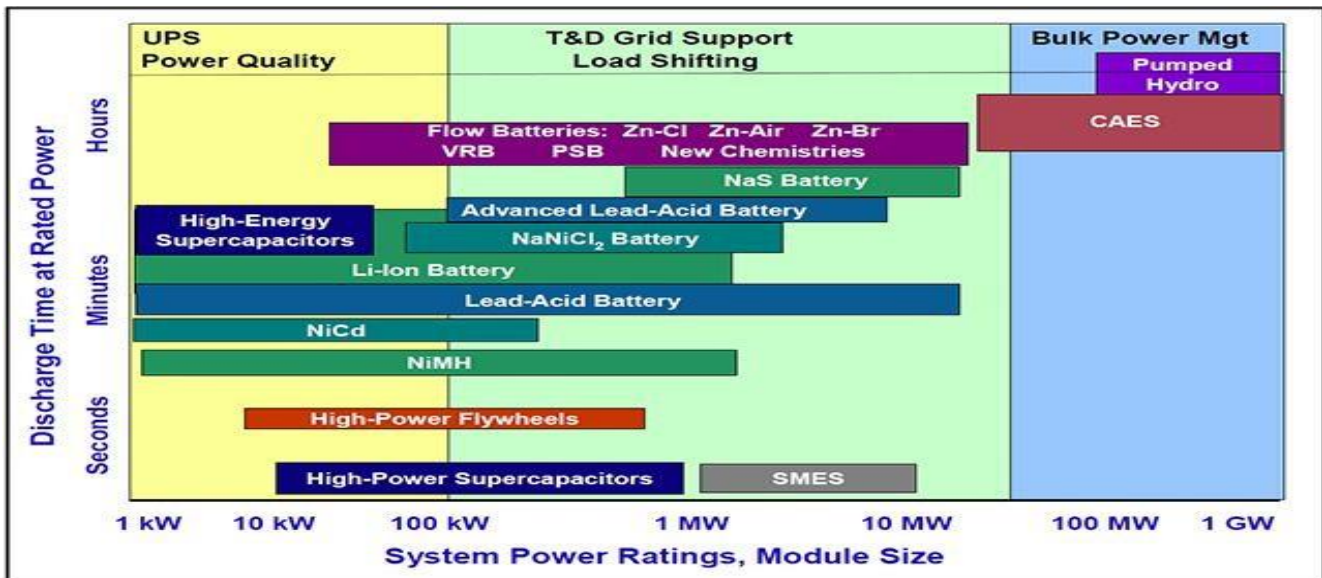 UPS
Power Quality
T&D Grid Support
Load Shifting
Bulk Power Mgt
Pumped
Hydro
CAES
Flow Batteries: Zn-Cl Zn-Air Zn-Br
VRB PSB New Chemistries
NaS Battery
Advanced Lead-Acid Battery
High-Energy
Supercapacitors
NaNiCl₂ Battery
Li-Ion Battery
Lead-Acid Battery
NiCd
NiMH
High-Power Flywheels
High-Power Supercapacitors
SMES
Discharge Time at Rated Power
Hours
Minutes
Seconds
1 kW 10 kW 100 kW 1 MW 10 MW 100 MW 1 GW
System Power Ratings, Module Size